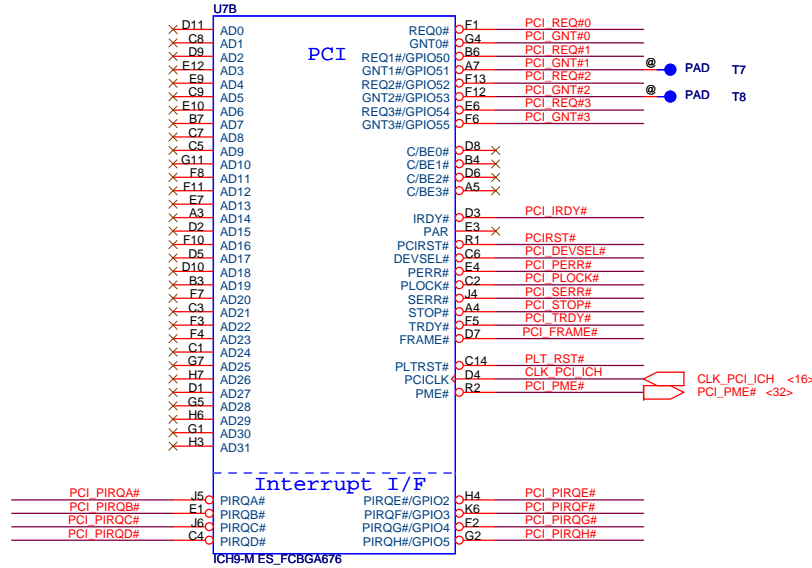 U7B
PCI
D11 AD0 REQ0# F1 PCI_REQ#0
C8 AD1 GNT0# G4 PCI_GNT#0
D9 AD2 REQ1#/GPIO50 B6 PCI_REQ#1
E12 AD3 GNT1#/GPIO51 A7 PCI_GNT#1 @ PAD T7
E9 AD4 REQ2#/GPIO52 F13 PCI_REQ#2
C9 AD5 GNT2#/GPIO53 F12 PCI_GNT#2 @ PAD T8
E10 AD6 REQ3#/GPIO54 E6 PCI_REQ#3
B7 AD7 GNT3#/GPIO55 F6 PCI_GNT#3
C7 AD8
C5 AD9 C/BE0# D8
G11 AD10 C/BE1# B4
F8 AD11 C/BE2# D6
F11 AD12 C/BE3# A5
E7 AD13
A3 AD14 IRDY# D3 PCI_IRDY#
D2 AD15 PAR E3
F10 AD16 PCIRST# R1 PCIRST#
D5 AD17 DEVSEL# C6 PCI_DEVSEL#
D10 AD18 PERR# E4 PCI_PERR#
B3 AD19 PLOCK# C2 PCI_PLOCK#
F7 AD20 SERR# J4 PCI_SERR#
C3 AD21 STOP# A4 PCI_STOP#
F3 AD22 TRDY# F5 PCI_TRDY#
F4 AD23 FRAME# D7 PCI_FRAME#
C1 AD24
G7 AD25 PLTRST# C14 PLT_RST#
H7 AD26 PCICLK D4 CLK_PCI_ICH CLK_PCI_ICH <16>
D1 AD27 PME# R2 PCI_PME# PCI_PME# <32>
G5 AD28
H6 AD29
G1 AD30
H3 AD31
Interrupt I/F
PCI_PIRQA# J5 PIRQA# PIRQE#/GPIO2 H4 PCI_PIRQE#
PCI_PIRQB# E1 PIRQB# PIRQF#/GPIO3 K6 PCI_PIRQF#
PCI_PIRQC# J6 PIRQC# PIRQG#/GPIO4 F2 PCI_PIRQG#
PCI_PIRQD# C4 PIRQD# PIRQH#/GPIO5 G2 PCI_PIRQH#
ICH9-M ES_FCBGA676